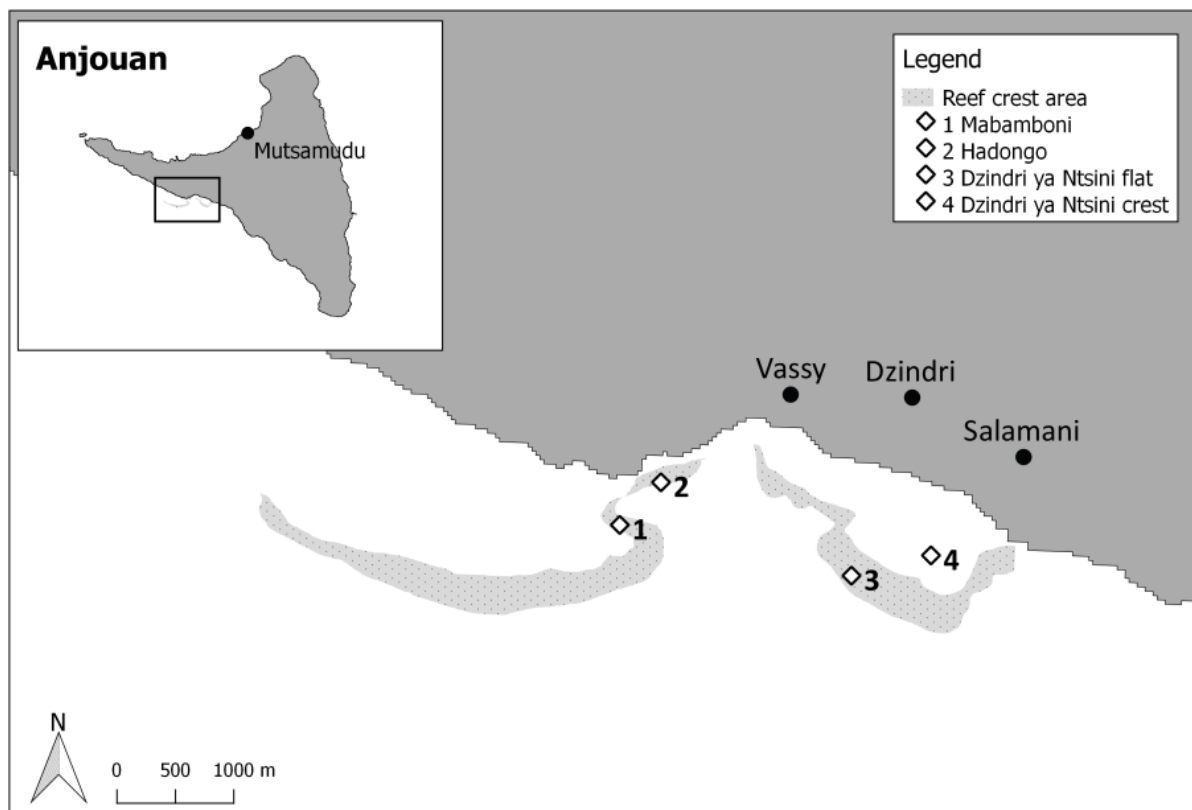 Anjouan
Mutsamudu
Legend
Reef crest area
1 Mabamboni
2 Hadongo
3 Dzindri ya Ntsini flat
4 Dzindri ya Ntsini crest
Vassy
Dzindri
Salamani
2
1
4
3
N
0 500 1000 m